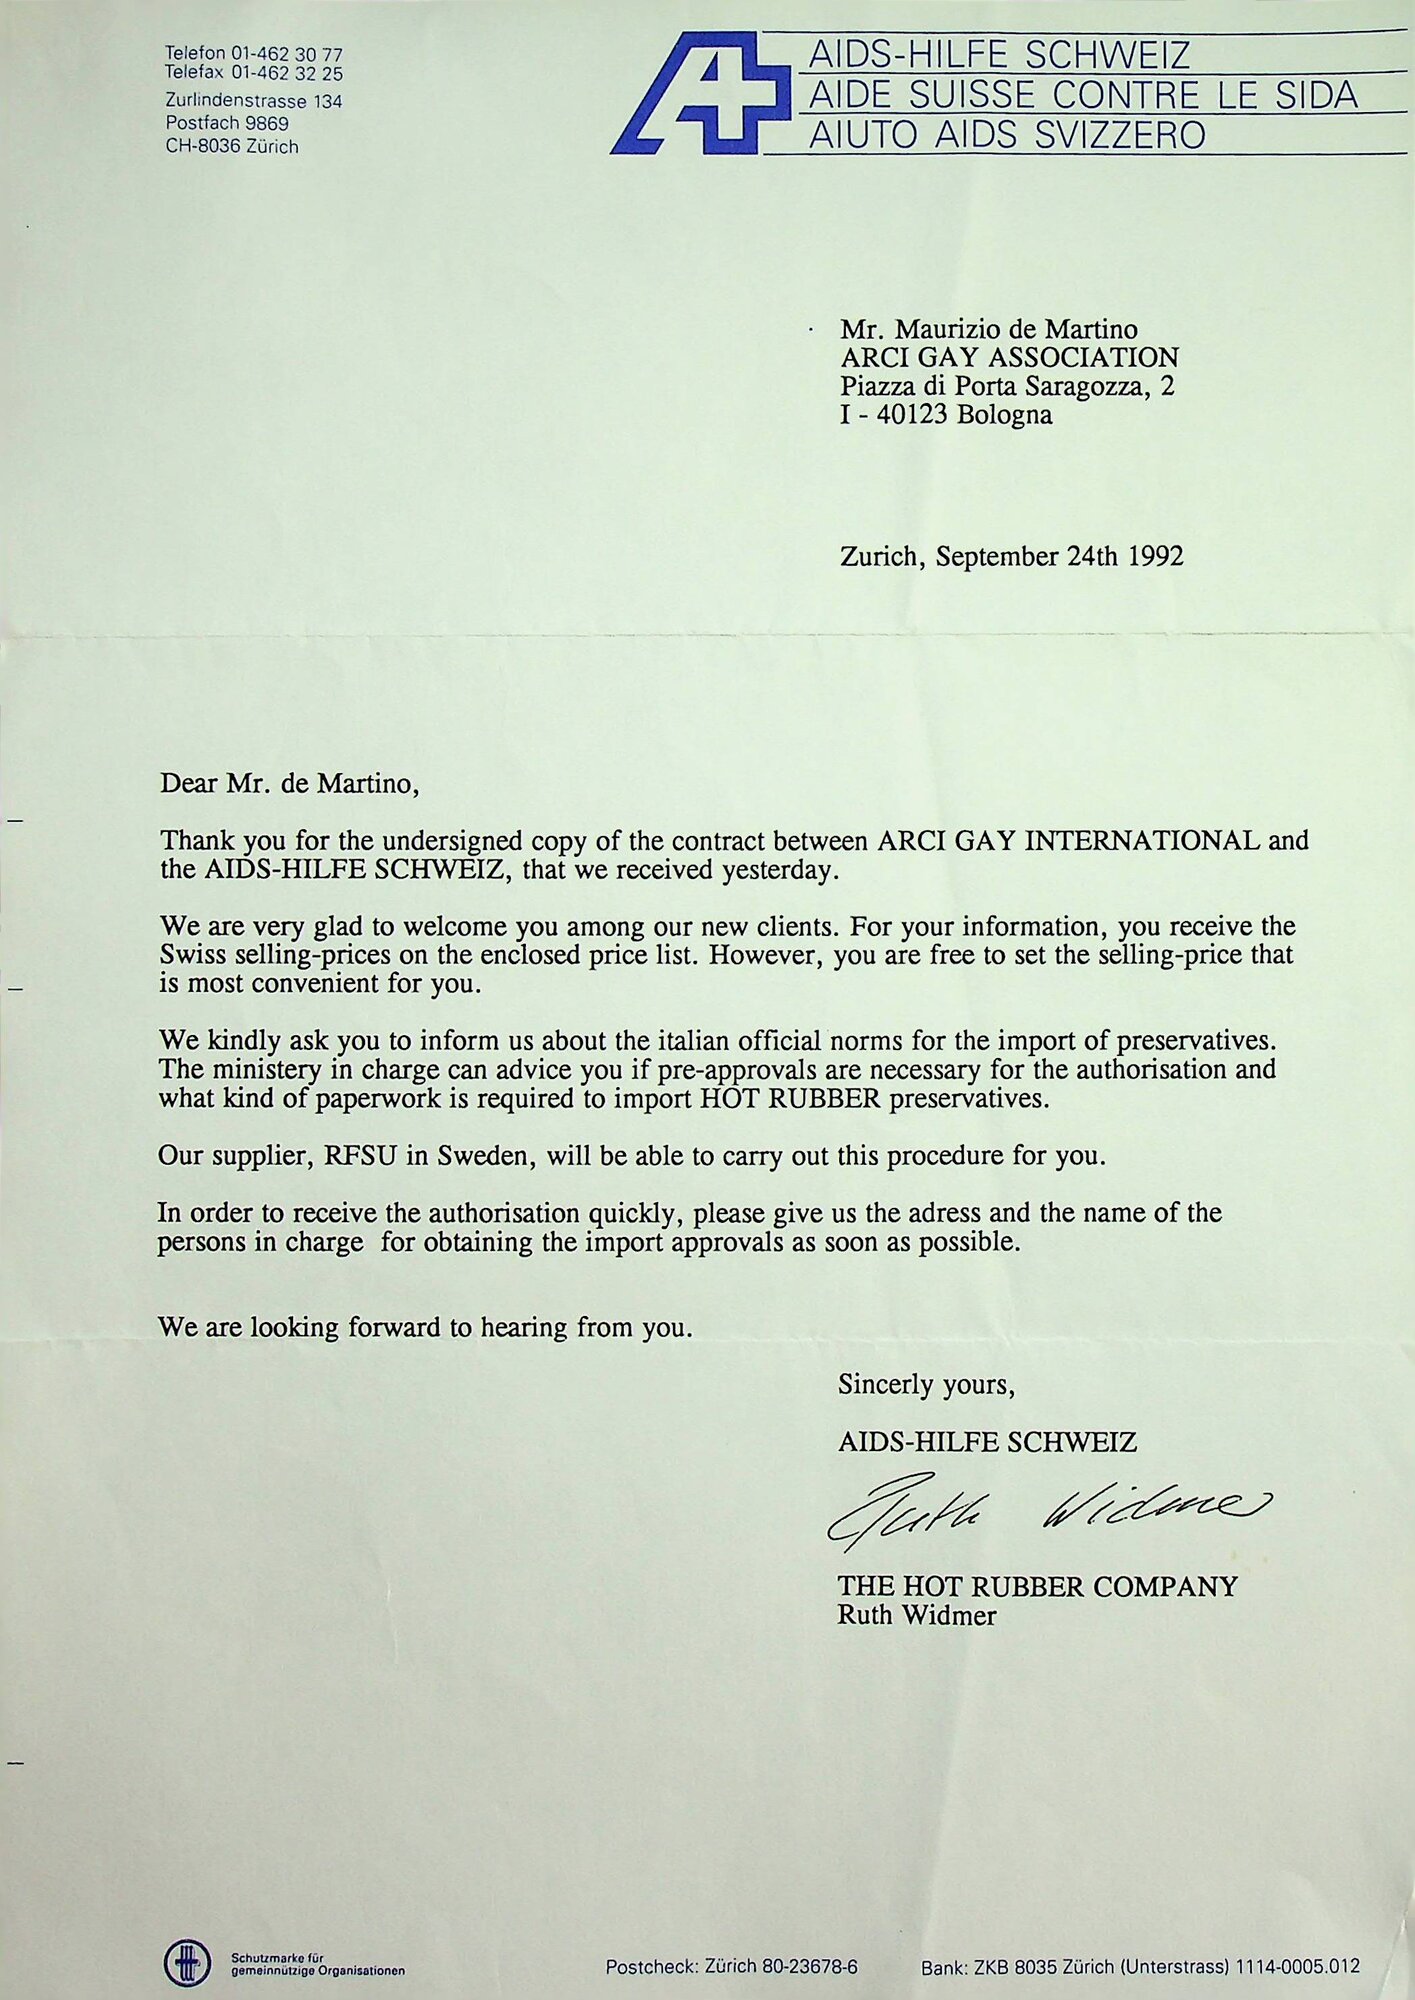 Telefon 01-462 30 77
Telefax 01-462 32 25
Zurlindenstrasse 134
Postfach 9869
CH-8036 Zürich
AIDS-HILFE SCHWEIZ
AIDE SUISSE CONTRE LE SIDA
AIUTO AIDS SVIZZERO
Mr. Maurizio de Martino
ARCI GAY ASSOCIATION
Piazza di Porta Saragozza, 2
I - 40123 Bologna
Zurich, September 24th 1992
Dear Mr. de Martino,
Thank you for the undersigned copy of the contract between ARCI GAY INTERNATIONAL and
the AIDS-HILFE SCHWEIZ, that we received yesterday.
We are very glad to welcome you among our new clients. For your information, you receive the
Swiss selling-prices on the enclosed price list. However, you are free to set the selling-price that
is most convenient for you.
We kindly ask you to inform us about the italian official norms for the import of preservatives.
The ministery in charge can advice you if pre-approvals are necessary for the authorisation and
what kind of paperwork is required to import HOT RUBBER preservatives.
Our supplier, RFSU in Sweden, will be able to carry out this procedure for you.
In order to receive the authorisation quickly, please give us the adress and the name of the
persons in charge  for obtaining the import approvals as soon as possible.
We are looking forward to hearing from you.
Sincerly yours,
AIDS-HILFE SCHWEIZ
Ruth Widmer
THE HOT RUBBER COMPANY
Ruth Widmer
Schutzmarke für
gemeinnützige Organisationen
Postcheck: Zürich 80-23678-6
Bank: ZKB 8035 Zürich (Unterstrass) 1114-0005.012